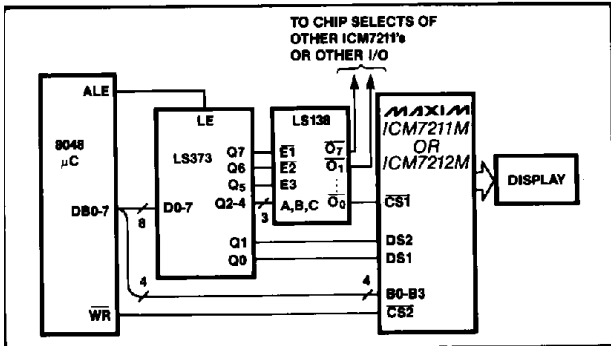 TO CHIP SELECTS OF
OTHER ICM7211's
OR OTHER I/O
ALE
8048
μC
DB0-7
WR
8
4
LE
LS373
D0-7
Q7
Q6
Q5
Q2-4
Q1
Q0
3
LS138
E1
E2
E3
A,B,C
O7
O1
O0
4
MAXIM
ICM7211M
OR
ICM7212M
CS1
DS2
DS1
B0-B3
CS2
DISPLAY